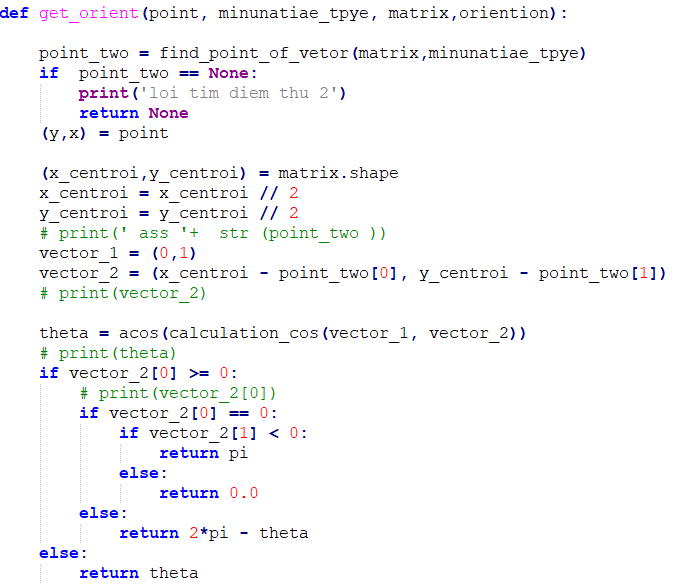 def get_orient(point, minunatiae_tpye, matrix,oriention):
point_two = find_point_of_vetor(matrix,minunatiae_tpye)
if  point_two == None:
print('loi tim diem thu 2')
return None
(y,x) = point
(x_centroi,y_centroi) = matrix.shape
x_centroi = x_centroi // 2
y_centroi = y_centroi // 2
# print(' ass '+  str (point_two ))
vector_1 = (0,1)
vector_2 = (x_centroi - point_two[0], y_centroi - point_two[1])
# print(vector_2)
theta = acos(calculation_cos(vector_1, vector_2))
# print(theta)
if vector_2[0] >= 0:
# print(vector_2[0])
if vector_2[0] == 0:
if vector_2[1] < 0:
return pi
else:
return 0.0
else:
return 2*pi - theta
else:
return theta